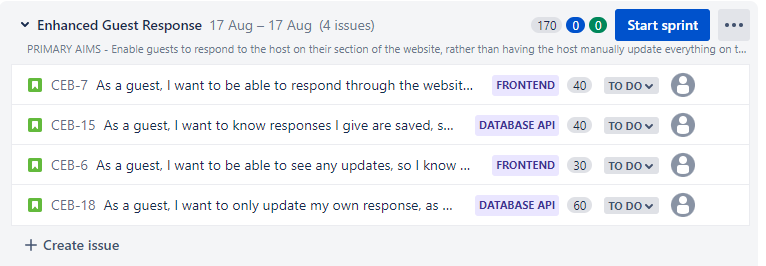 Enhanced Guest Response 17 Aug – 17 Aug (4 issues) 170 0 0 Start sprint
PRIMARY AIMS - Enable guests to respond to the host on their section of the website, rather than having the host manually update everything on t...
CEB-7 As a guest, I want to be able to respond through the websit... FRONTEND 40 TO DO
CEB-15 As a guest, I want to know responses I give are saved, s... DATABASE API 40 TO DO
CEB-6 As a guest, I want to be able to see any updates, so I know ... FRONTEND 30 TO DO
CEB-18 As a guest, I want to only update my own response, as ... DATABASE API 60 TO DO
+ Create issue